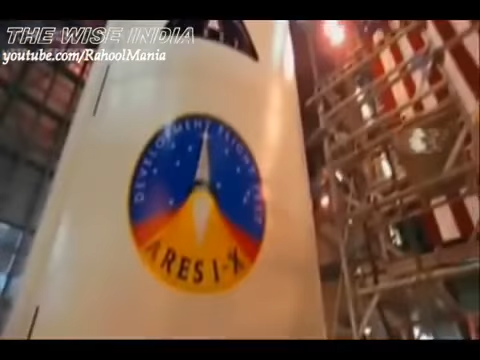 THE WISE INDIA
youtube.com/RahoolMania
DEVELOPMENT FLIGHT TEST
ARES I-X